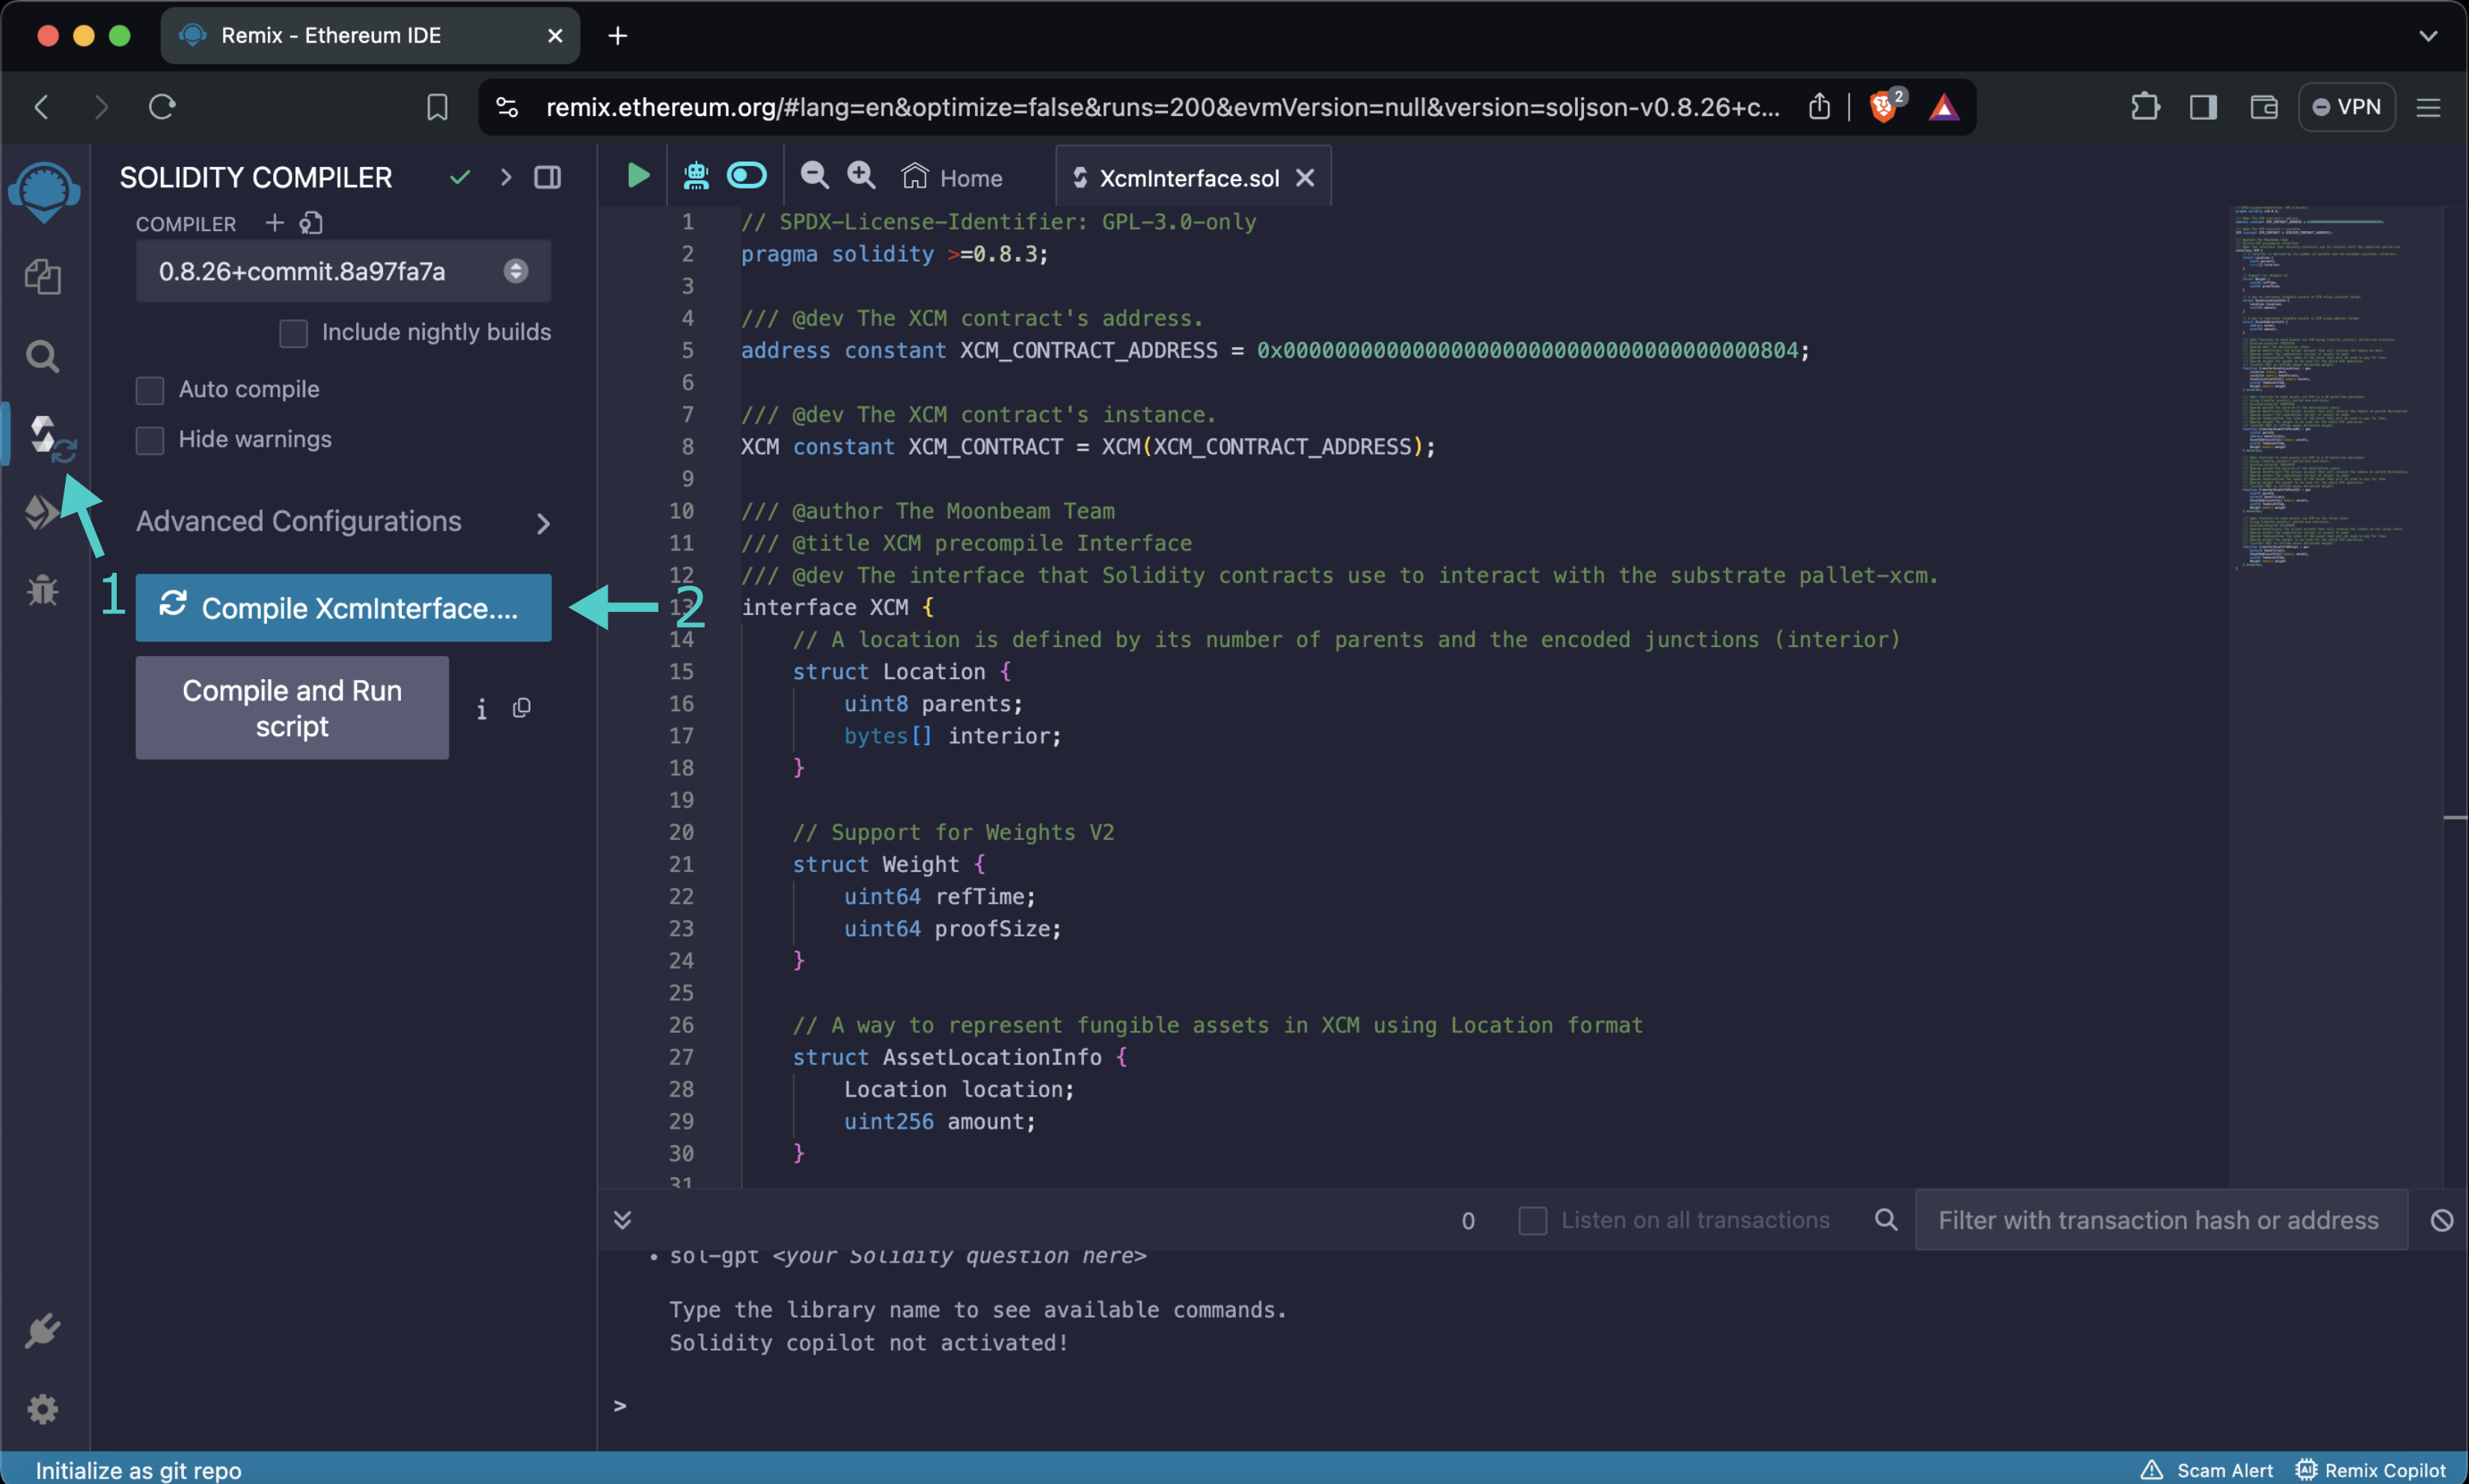 Remix - Ethereum IDE
remix.ethereum.org/#lang=en&optimize=false&runs=200&evmVersion=null&version=soljson-v0.8.26+c...
2
VPN
SOLIDITY COMPILER
COMPILER
0.8.26+commit.8a97fa7a
Include nightly builds
Auto compile
Hide warnings
Advanced Configurations
1
Compile XcmInterface....
2
Compile and Run
script
i
Home
XcmInterface.sol
1 // SPDX-License-Identifier: GPL-3.0-only
2 pragma solidity >=0.8.3;
3
4 /// @dev The XCM contract's address.
5 address constant XCM_CONTRACT_ADDRESS = 0x0000000000000000000000000000000000000804;
6
7 /// @dev The XCM contract's instance.
8 XCM constant XCM_CONTRACT = XCM(XCM_CONTRACT_ADDRESS);
9
10 /// @author The Moonbeam Team
11 /// @title XCM precompile Interface
12 /// @dev The interface that Solidity contracts use to interact with the substrate pallet-xcm.
13 interface XCM {
14 // A location is defined by its number of parents and the encoded junctions (interior)
15 struct Location {
16 uint8 parents;
17 bytes[] interior;
18 }
19
20 // Support for Weights V2
21 struct Weight {
22 uint64 refTime;
23 uint64 proofSize;
24 }
25
26 // A way to represent fungible assets in XCM using Location format
27 struct AssetLocationInfo {
28 Location location;
29 uint256 amount;
30 }
31
0
Listen on all transactions
Filter with transaction hash or address
• sol-gpt <your Solidity question here>
Type the library name to see available commands.
Solidity copilot not activated!
>
Initialize as git repo
Scam Alert
Remix Copilot